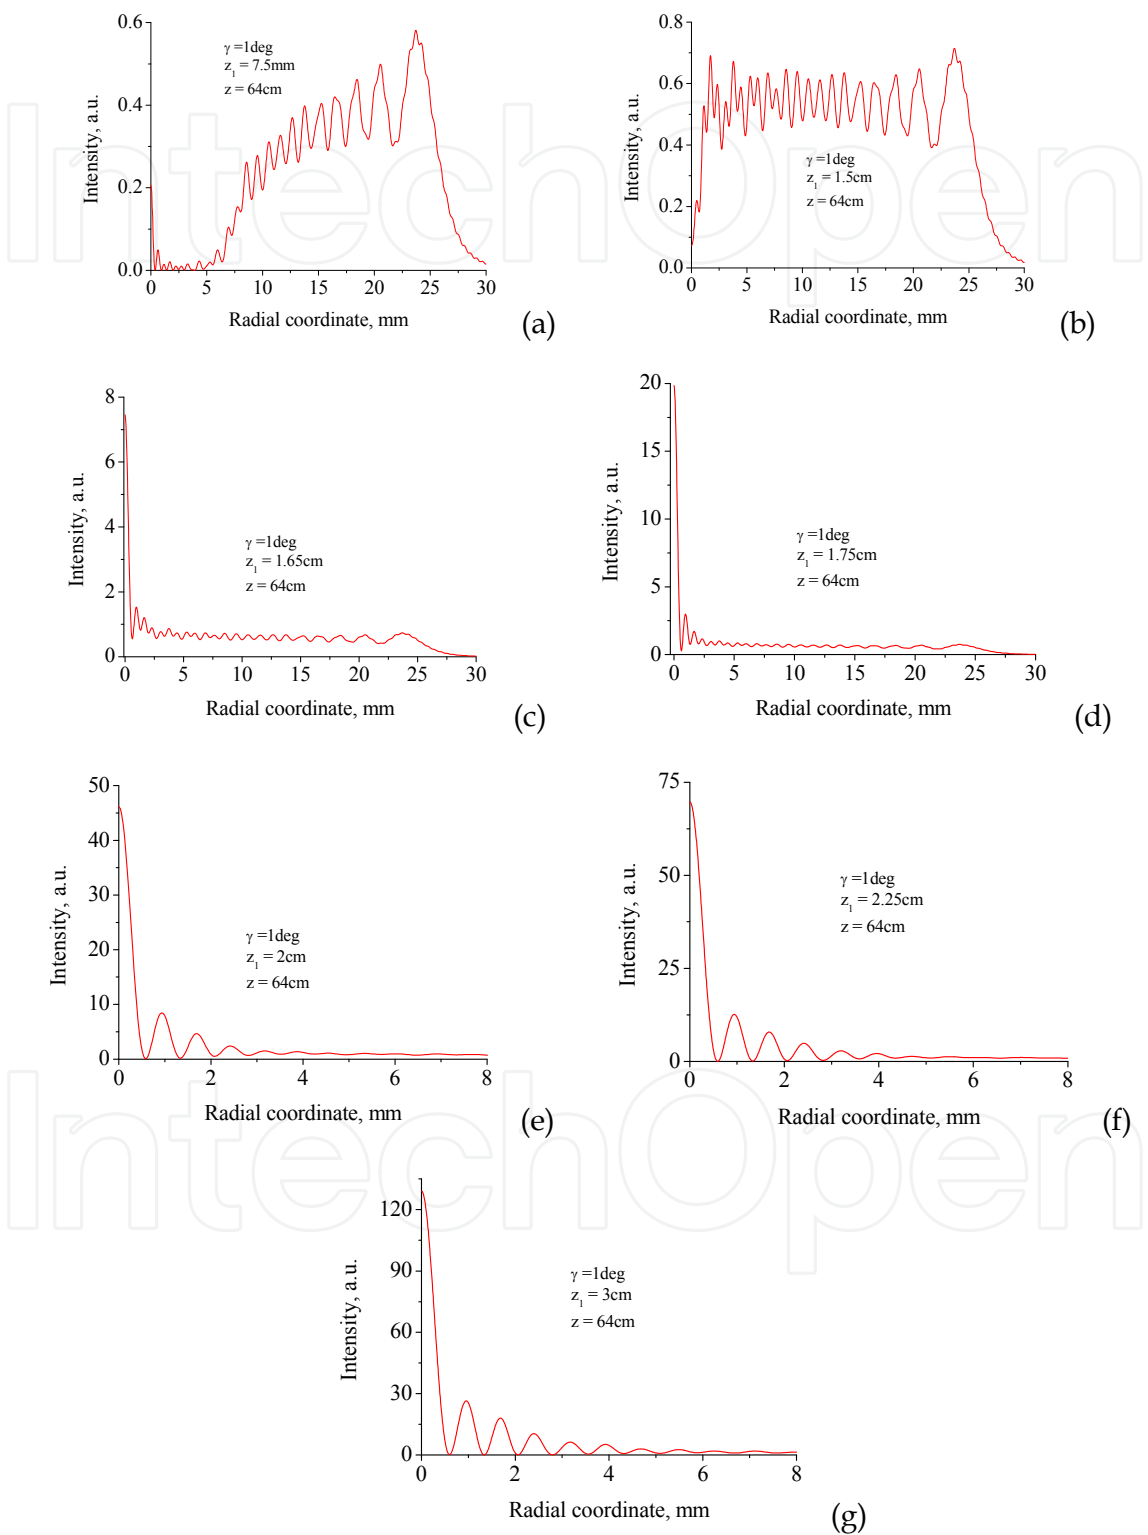 0.6
0.4
0.2
0.0
Intensity, a.u.
γ =1deg
z1 = 7.5mm
z = 64cm
0 5 10 15 20 25 30
Radial coordinate, mm
(a)
0.8
0.6
0.4
0.2
0.0
Intensity, a.u.
γ =1deg
z1 = 1.5cm
z = 64cm
0 5 10 15 20 25 30
Radial coordinate, mm
(b)
IntechOpen
8
6
4
2
0
Intensity, a.u.
γ =1deg
z1 = 1.65cm
z = 64cm
0 5 10 15 20 25 30
Radial coordinate, mm
(c)
20
15
10
5
0
Intensity, a.u.
γ =1deg
z1 = 1.75cm
z = 64cm
0 5 10 15 20 25 30
Radial coordinate, mm
(d)
50
40
30
20
10
0
Intensity, a.u.
γ =1deg
z1 = 2cm
z = 64cm
0 2 4 6 8
Radial coordinate, mm
(e)
75
50
25
0
Intensity, a.u.
γ =1deg
z1 = 2.25cm
z = 64cm
0 2 4 6 8
Radial coordinate, mm
(f)
IntechOpen
120
90
60
30
0
Intensity, a.u.
γ =1deg
z1 = 3cm
z = 64cm
0 2 4 6 8
Radial coordinate, mm
(g)